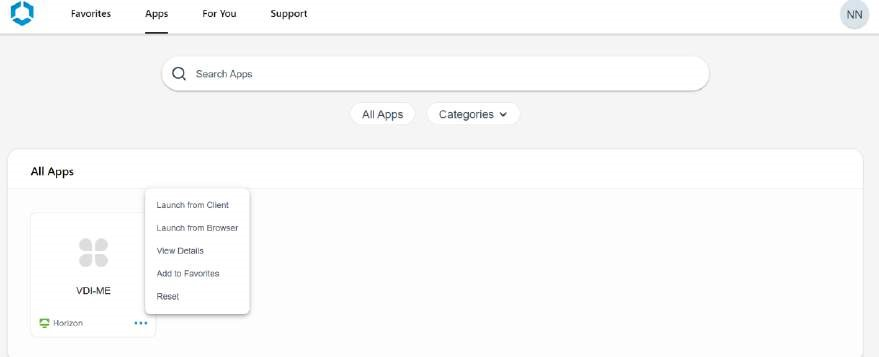 Favorites Apps For You Support NN
Search Apps
All Apps Categories
All Apps
Launch from Client
Launch from Browser
View Details
Add to Favorites
Reset
VDI-ME
Horizon